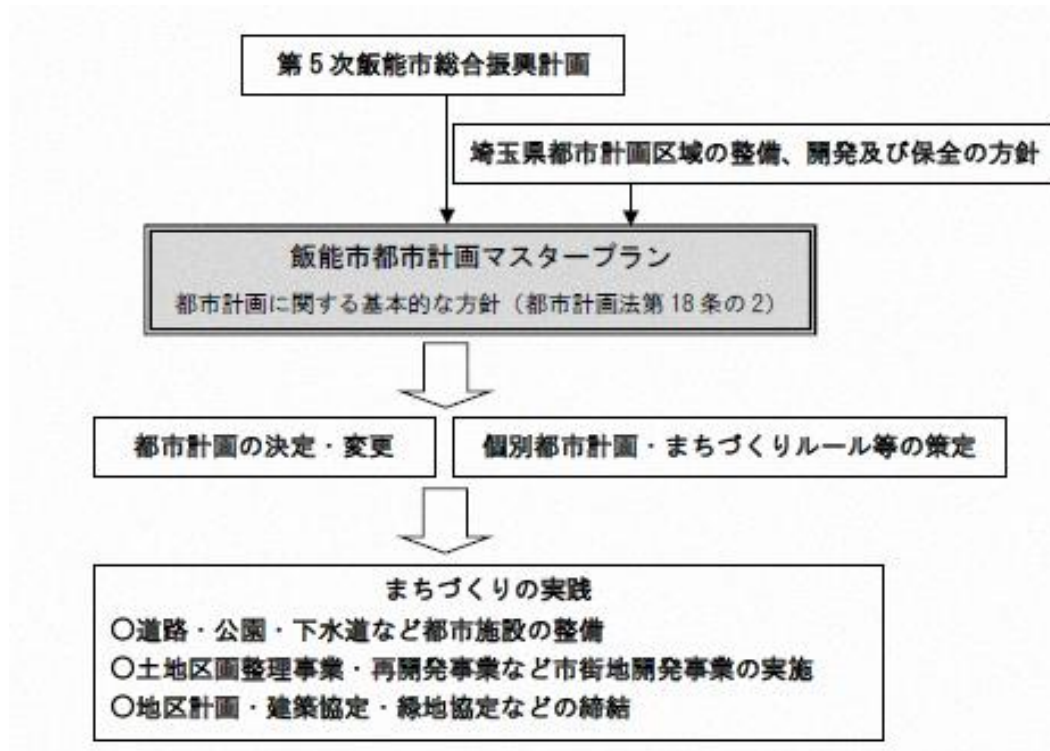 第5次飯能市総合振興計画
埼玉県都市計画区域の整備、開発及び保全の方針
飯能市都市計画マスタープラン
都市計画に関する基本的な方針（都市計画法第18条の2）
都市計画の決定・変更
個別都市計画・まちづくりルール等の策定
まちづくりの実践
○道路・公園・下水道など都市施設の整備
○土地区画整理事業・再開発事業など市街地開発事業の実施
○地区計画・建築協定・緑地協定などの締結